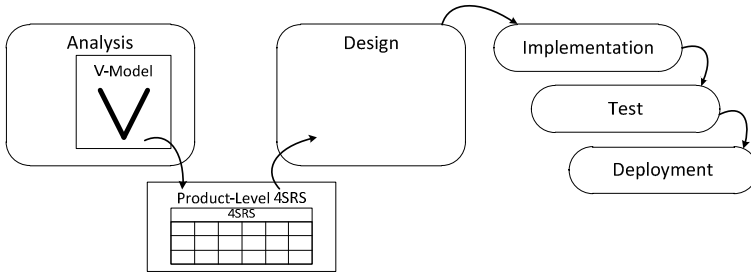 Analysis
V-Model
Product-Level 4SRS
4SRS
Design
Implementation
Test
Deployment